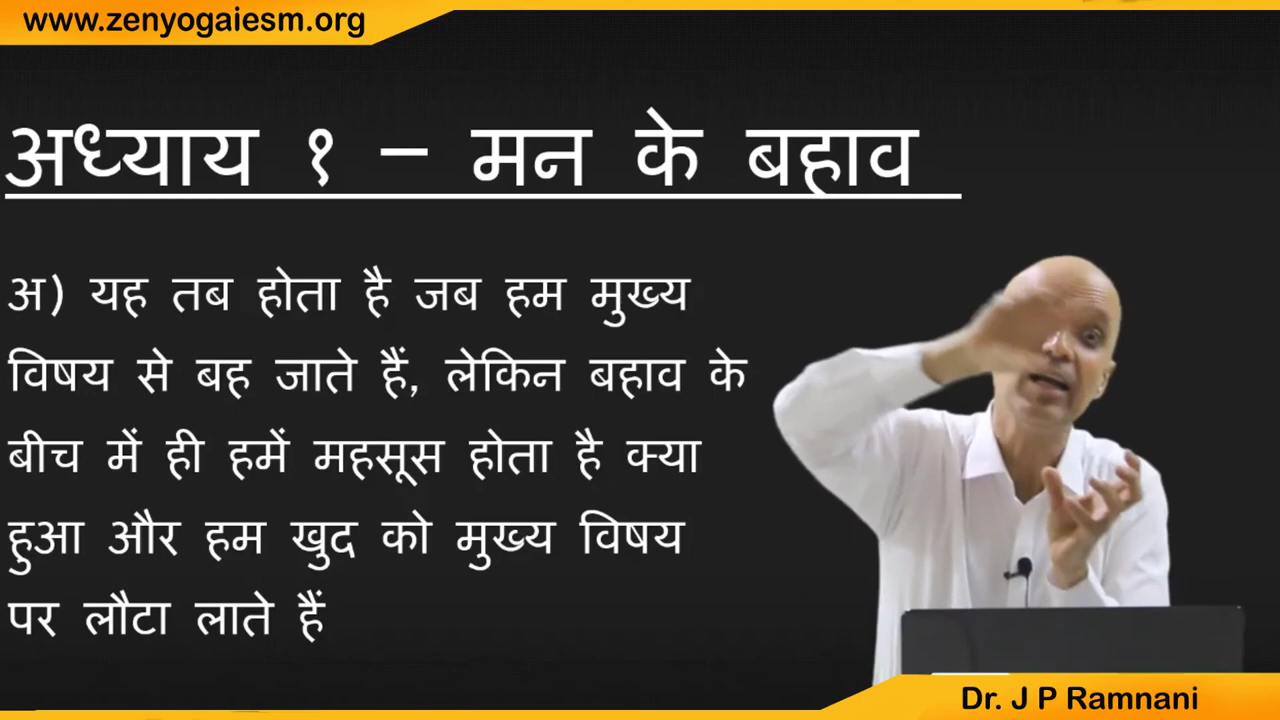 www.zenyogaiesm.org
अध्याय १ – मन के बहाव
अ) यह तब होता है जब हम मुख्य
विषय से बह जाते हैं, लेकिन बहाव के
बीच में ही हमें महसूस होता है क्या
हुआ और हम खुद को मुख्य विषय
पर लौटा लाते हैं
Dr. J P Ramnani